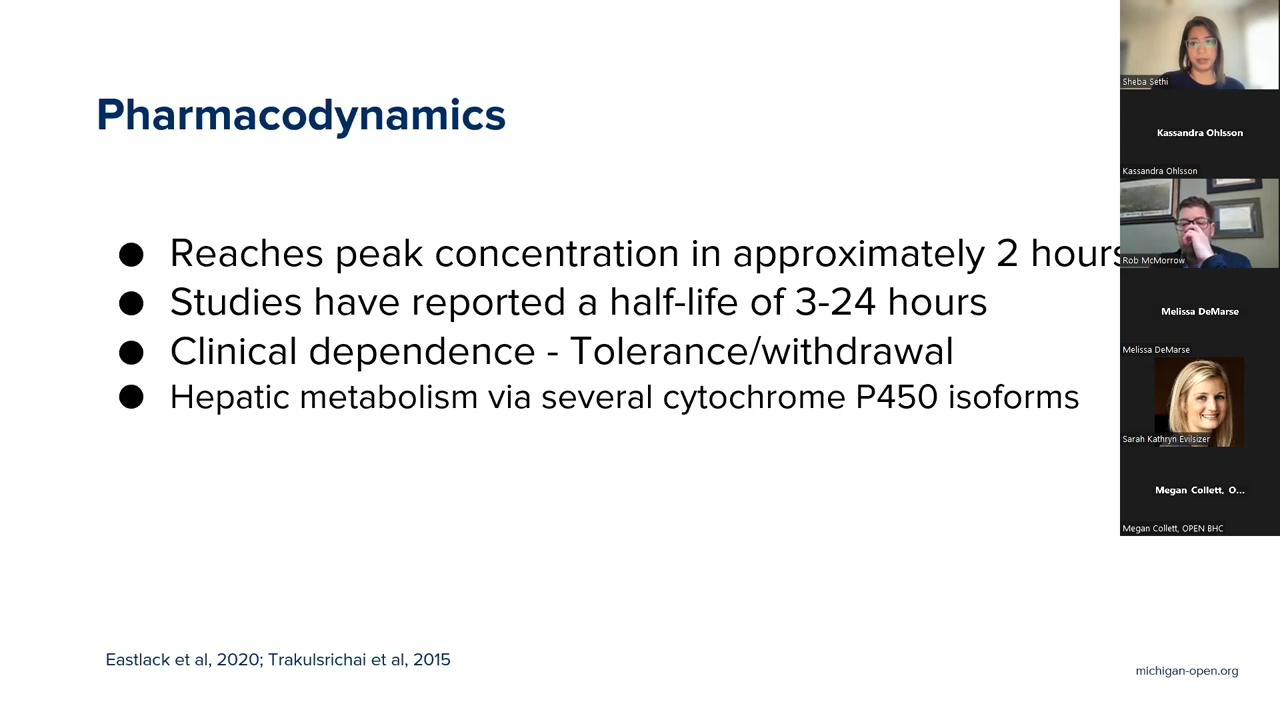 Pharmacodynamics
● Reaches peak concentration in approximately 2 hours
● Studies have reported a half-life of 3-24 hours
● Clinical dependence - Tolerance/withdrawal
● Hepatic metabolism via several cytochrome P450 isoforms
Eastlack et al, 2020; Trakulsrichai et al, 2015
michigan-open.org
Sheba Sethi
Kassandra Ohlsson
Kassandra Ohlsson
Rob McMorrow
Melissa DeMarse
Melissa DeMarse
Sarah Kathryn Evilsizer
Megan Collett, O...
Megan Collett, OPEN BHC